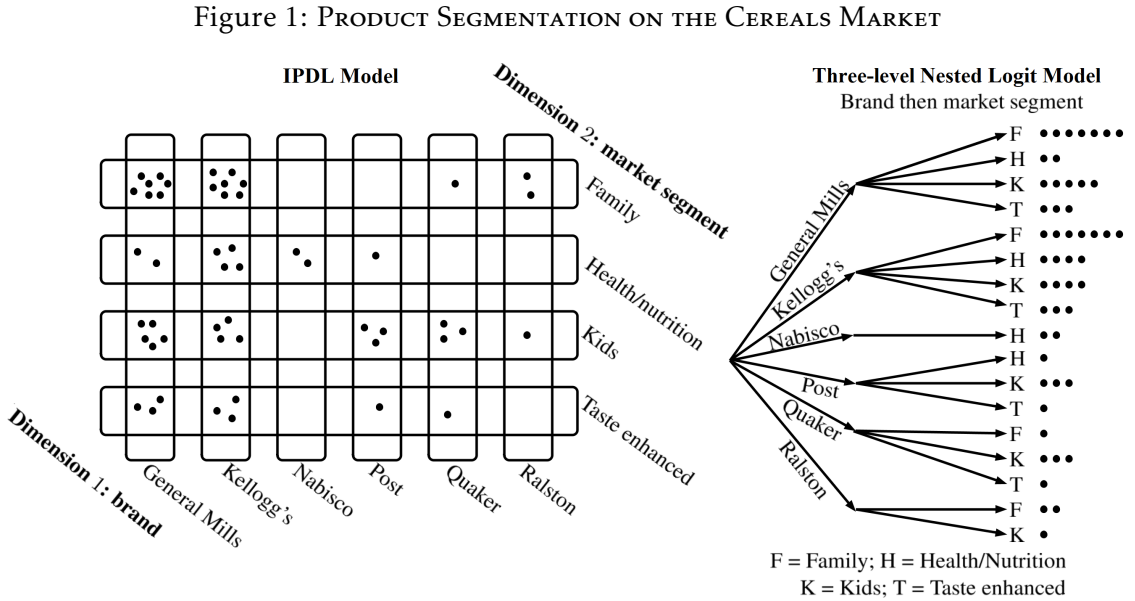 Figure 1: Product Segmentation on the Cereals Market
IPDL Model
Dimension 2: market segment
Family
Health/nutrition
Kids
Taste enhanced
Dimension 1: brand
General Mills
Kellogg's
Nabisco
Post
Quaker
Ralston
Three-level Nested Logit Model
Brand then market segment
General Mills
F
H
K
T
Kellogg's
F
H
K
T
Nabisco
H
Post
H
K
T
Quaker
F
K
T
Ralston
F
K
F = Family; H = Health/Nutrition
K = Kids; T = Taste enhanced